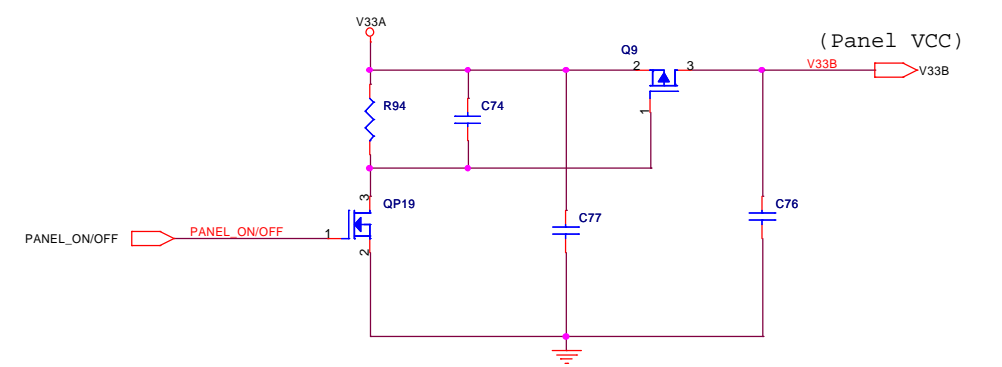 V33A
(Panel VCC)
Q9
2
3
V33B
V33B
R94
C74
1
3
QP19
C76
C77
PANEL_ON/OFF
PANEL_ON/OFF
1
2